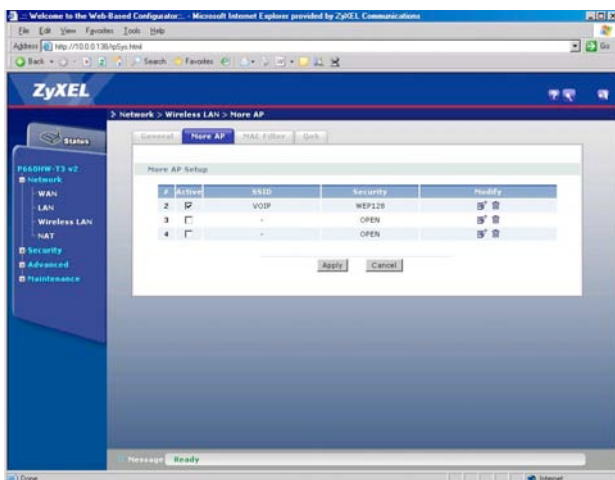 .:: Welcome to the Web-Based Configurator::. - Microsoft Internet Explorer provided by ZyXEL Communications
File Edit View Favorites Tools Help
Address http://10.0.0.138/rpSys.html Go
Back Search Favorites
ZyXEL
Network > Wireless LAN > More AP
Status
General More AP MAC Filter QoS
P660HW-T3 v2
Network
WAN
LAN
Wireless LAN
NAT
Security
Advanced
Maintenance
More AP Setup
# Active SSID Security Modify
2 VOIP WEP128
3 - OPEN
4 - OPEN
Apply Cancel
Message Ready
Done Internet